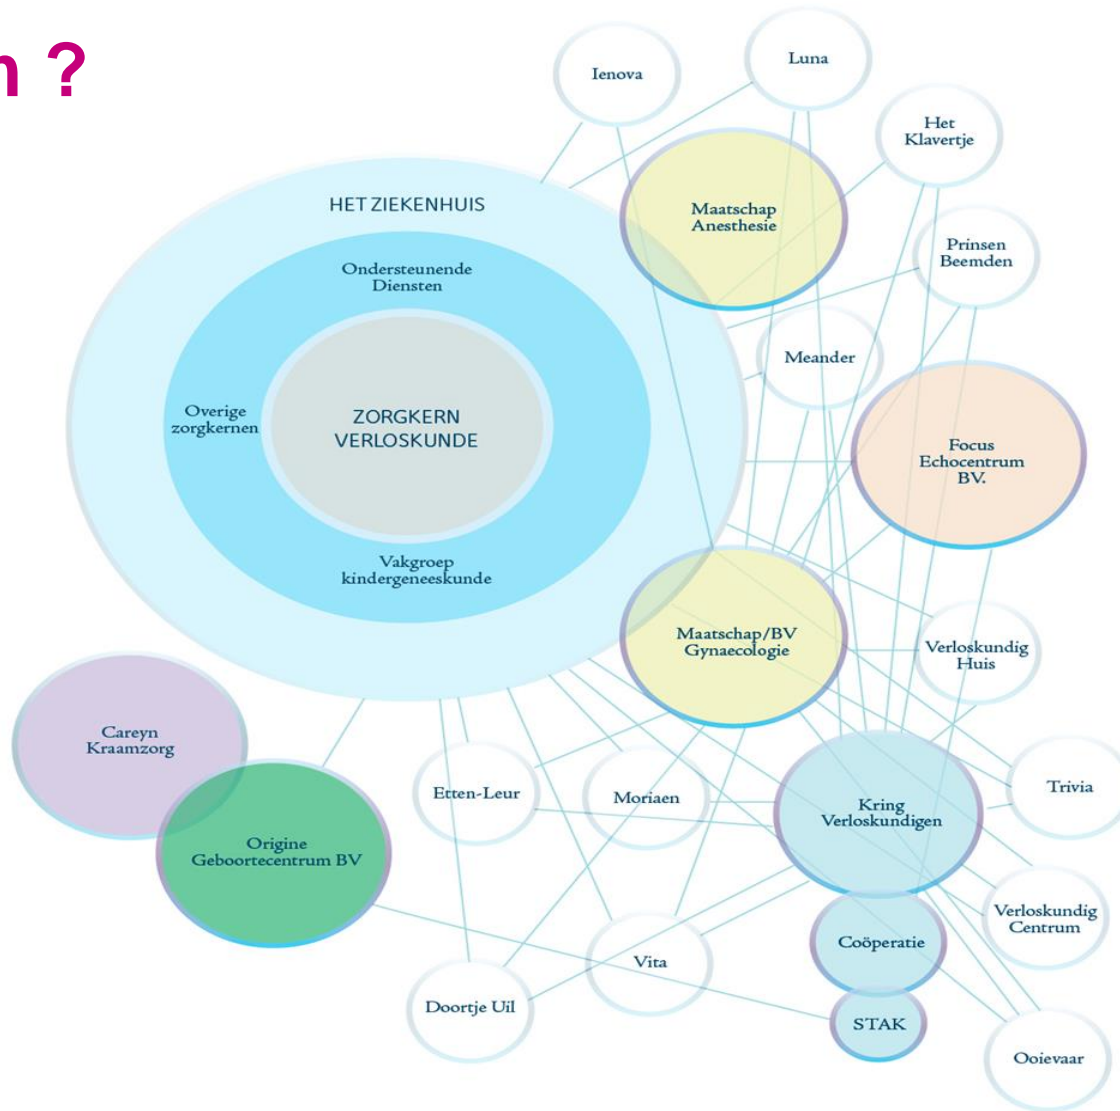 n ?
Ienova
Luna
Het
Klavertje
HET ZIEKENHUIS
Maatschap
Anesthesie
Prinsen
Beemden
Ondersteunende
Diensten
Meander
Overige
zorgkernen
ZORGKERN
VERLOSKUNDE
Focus
Echocentrum
BV.
Vakgroep
kindergeneeskunde
Maatschap/BV
Gynaecologie
Verloskundig
Huis
Careyn
Kraamzorg
Etten-Leur
Moriaen
Kring
Verloskundigen
Trivia
Origine
Geboortecentrum BV
Verloskundig
Centrum
Coöperatie
Vita
Doortje Uil
STAK
Ooievaar